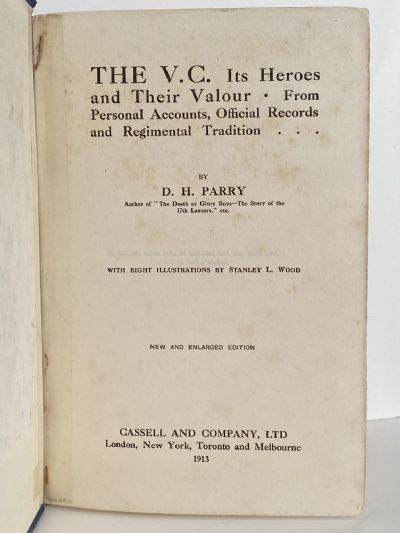 THE V.C. Its Heroes
and Their Valour · From
Personal Accounts, Official Records
and Regimental Tradition . . .
BY
D. H. PARRY
Author of "The Death or Glory Boys—The Story of the
17th Lancers," etc.
WITH EIGHT ILLUSTRATIONS BY STANLEY L. WOOD
NEW AND ENLARGED EDITION
CASSELL AND COMPANY, LTD
London, New York, Toronto and Melbourne
1913